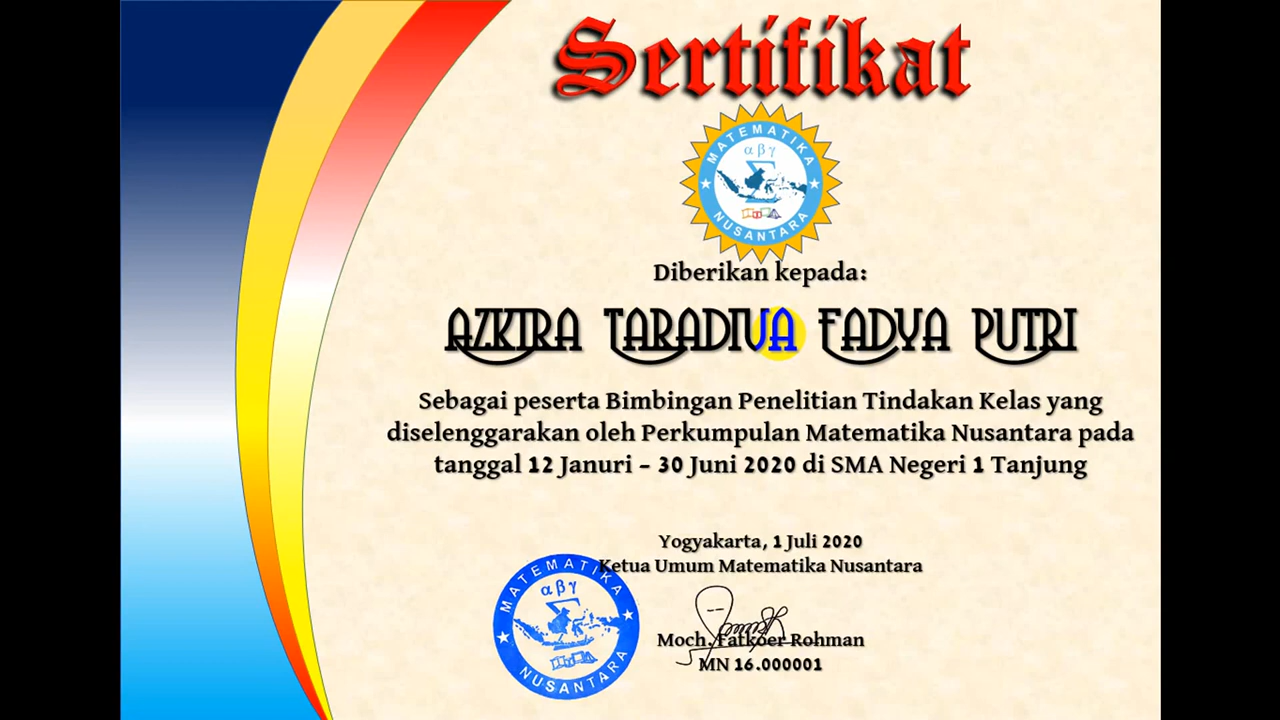 Sertifikat
MATEMATIKA
α β γ
Σ
NUSANTARA
Diberikan kepada:
AZKIRA TARADIVA FADYA PUTRI
Sebagai peserta Bimbingan Penelitian Tindakan Kelas yang
diselenggarakan oleh Perkumpulan Matematika Nusantara pada
tanggal 12 Januri – 30 Juni 2020 di SMA Negeri 1 Tanjung
Yogyakarta, 1 Juli 2020
Ketua Umum Matematika Nusantara
MATEMATIKA
α β γ
Σ
NUSANTARA
Moch. Fatkoer Rohman
MN 16.000001